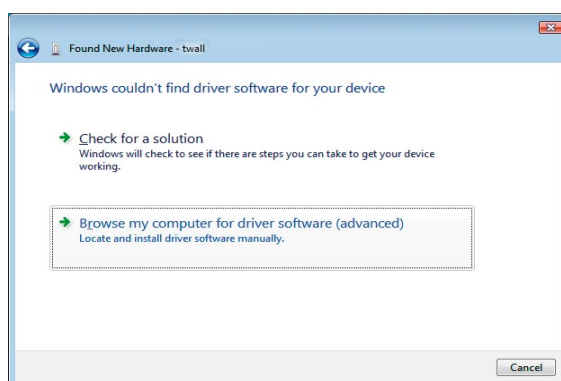 Found New Hardware - twall
Windows couldn't find driver software for your device
Check for a solution
Windows will check to see if there are steps you can take to get your device
working.
Browse my computer for driver software (advanced)
Locate and install driver software manually.
Cancel